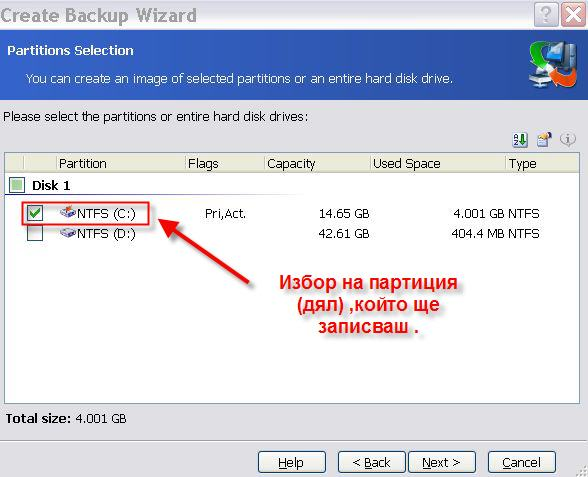 Create Backup Wizard
Partitions Selection
You can create an image of selected partitions or an entire hard disk drive.
Please select the partitions or entire hard disk drives:
Partition Flags Capacity Used Space Type
Disk 1
NTFS (C:) Pri,Act. 14.65 GB 4.001 GB NTFS
NTFS (D:) 42.61 GB 404.4 MB NTFS
Избор на партиция
(дял) ,който ще
записваш .
Total size: 4.001 GB
Help < Back Next > Cancel